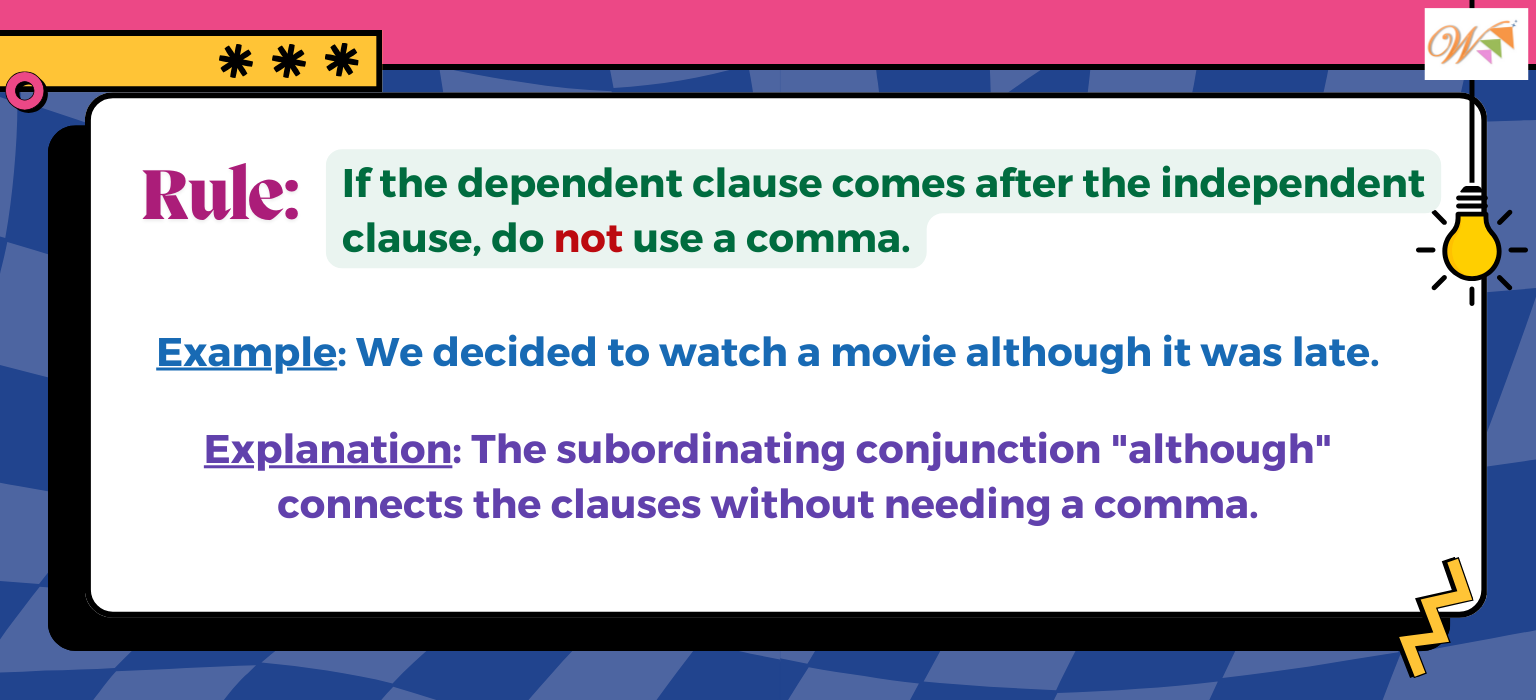 W
Rule: If the dependent clause comes after the independent
clause, do not use a comma.
Example: We decided to watch a movie although it was late.
Explanation: The subordinating conjunction "although"
connects the clauses without needing a comma.